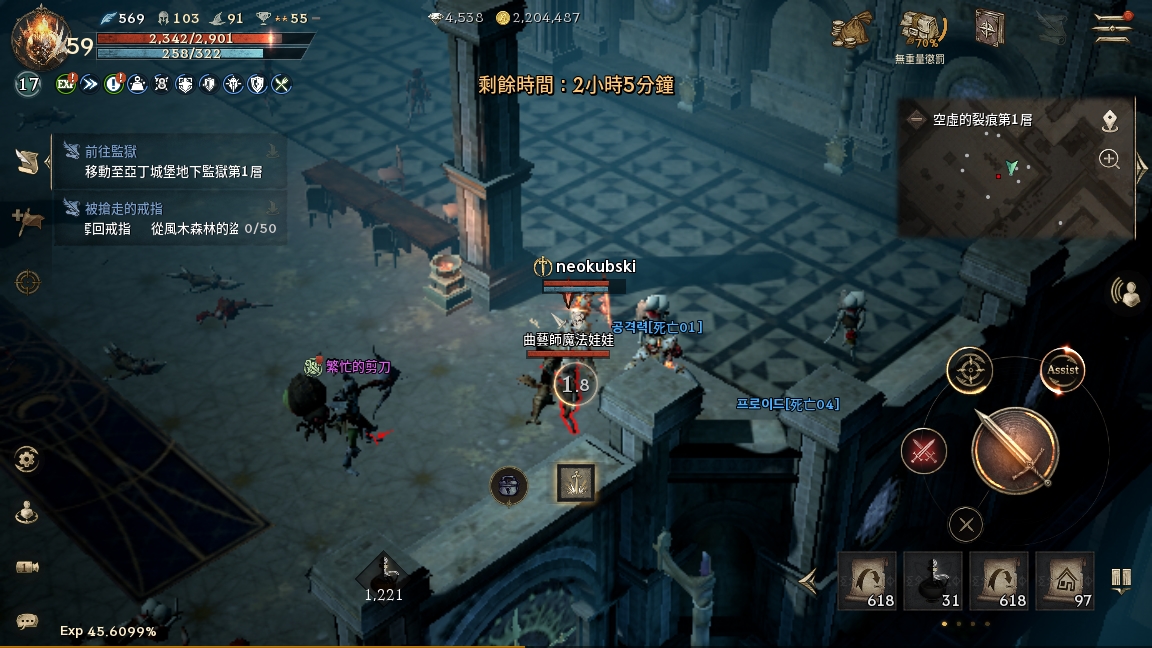 569 103 91 55
4,538 2,204,487
59
2,342/2,901
258/322
70%
無重量懲罰
17
EXP
剩餘時間：2小時5分鐘
空虛的裂痕第1層
前往監獄
移動至亞丁城堡地下監獄第1層
被搶走的戒指
回戒指 從風木森林的盜 0/50
neokubski
공격력[死亡01]
曲藝師魔法娃娃
繁忙的剪刀
1.8
Assist
프로이드[死亡04]
1,221
618
31
618
97
Exp 45.6099%